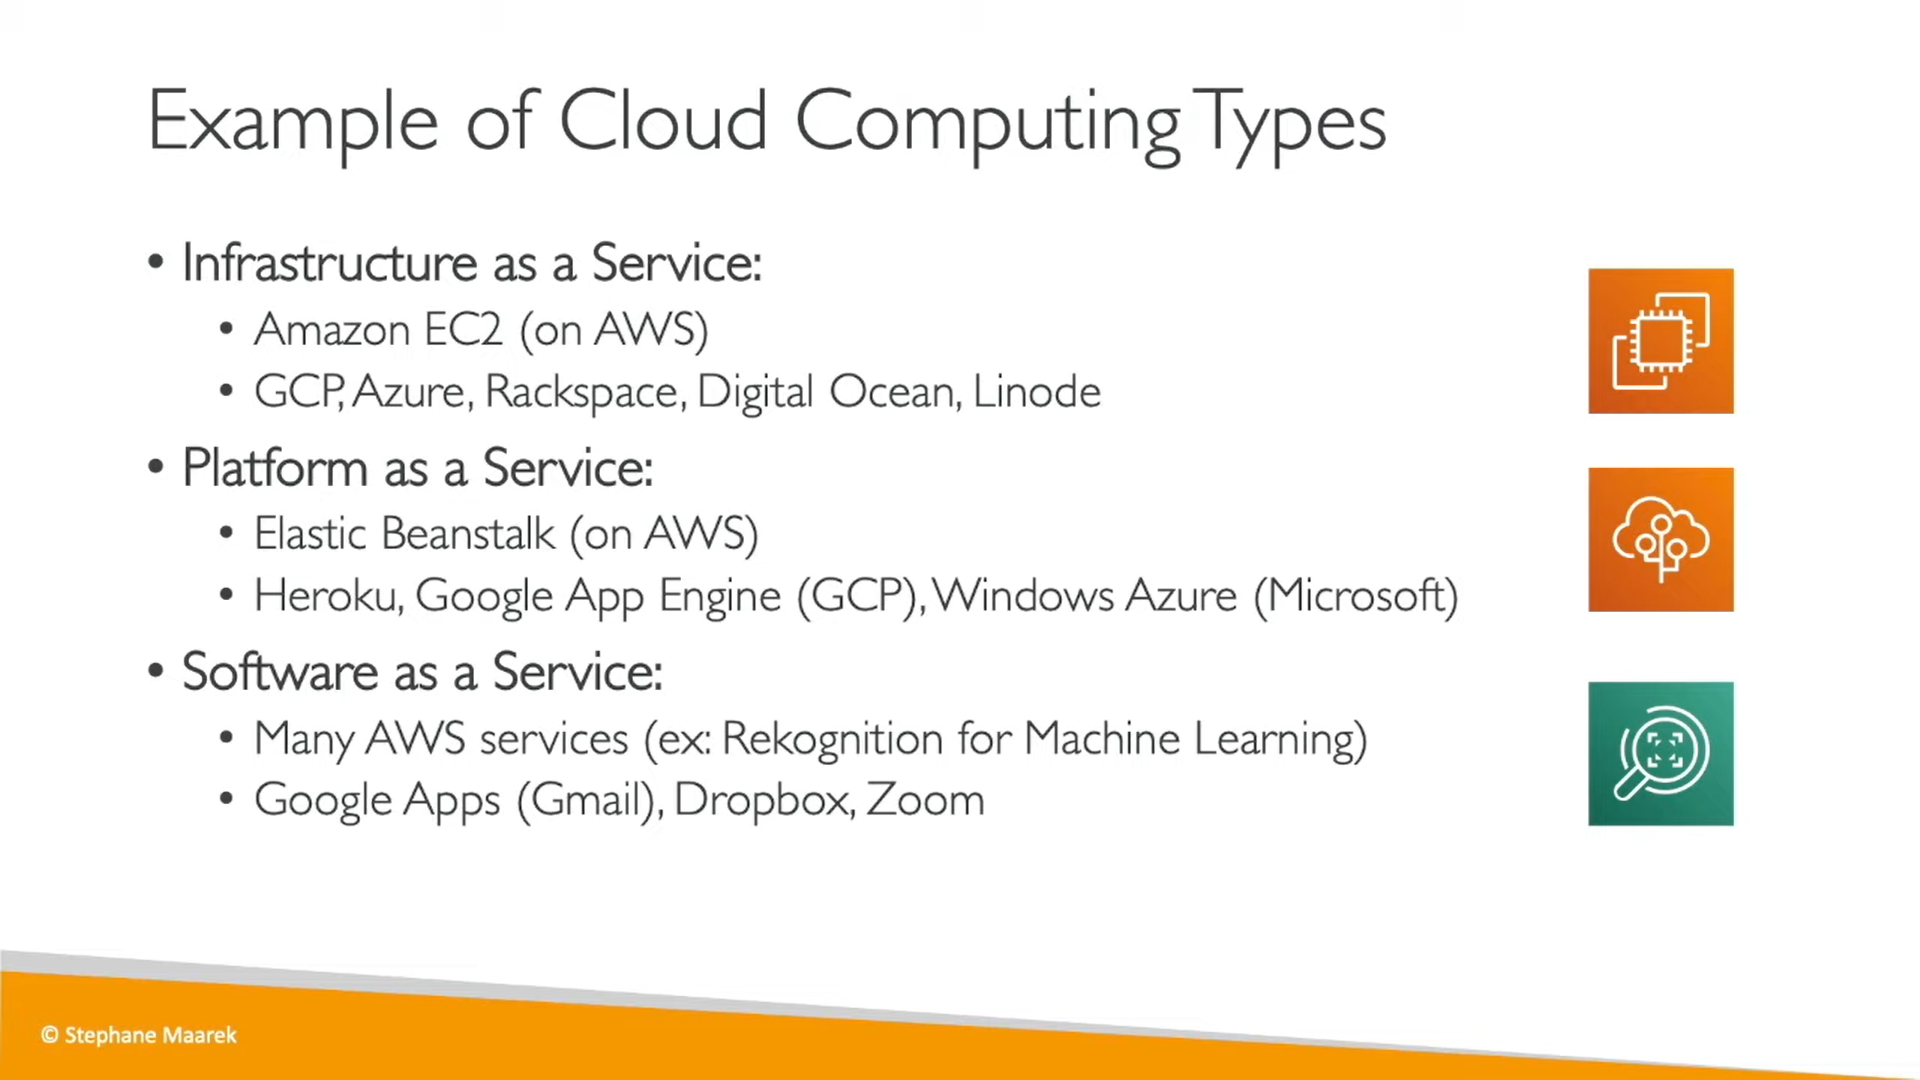 Example of Cloud Computing Types
• Infrastructure as a Service:
• Amazon EC2 (on AWS)
• GCP, Azure, Rackspace, Digital Ocean, Linode
• Platform as a Service:
• Elastic Beanstalk (on AWS)
• Heroku, Google App Engine (GCP), Windows Azure (Microsoft)
• Software as a Service:
• Many AWS services (ex: Rekognition for Machine Learning)
• Google Apps (Gmail), Dropbox, Zoom
© Stephane Maarek